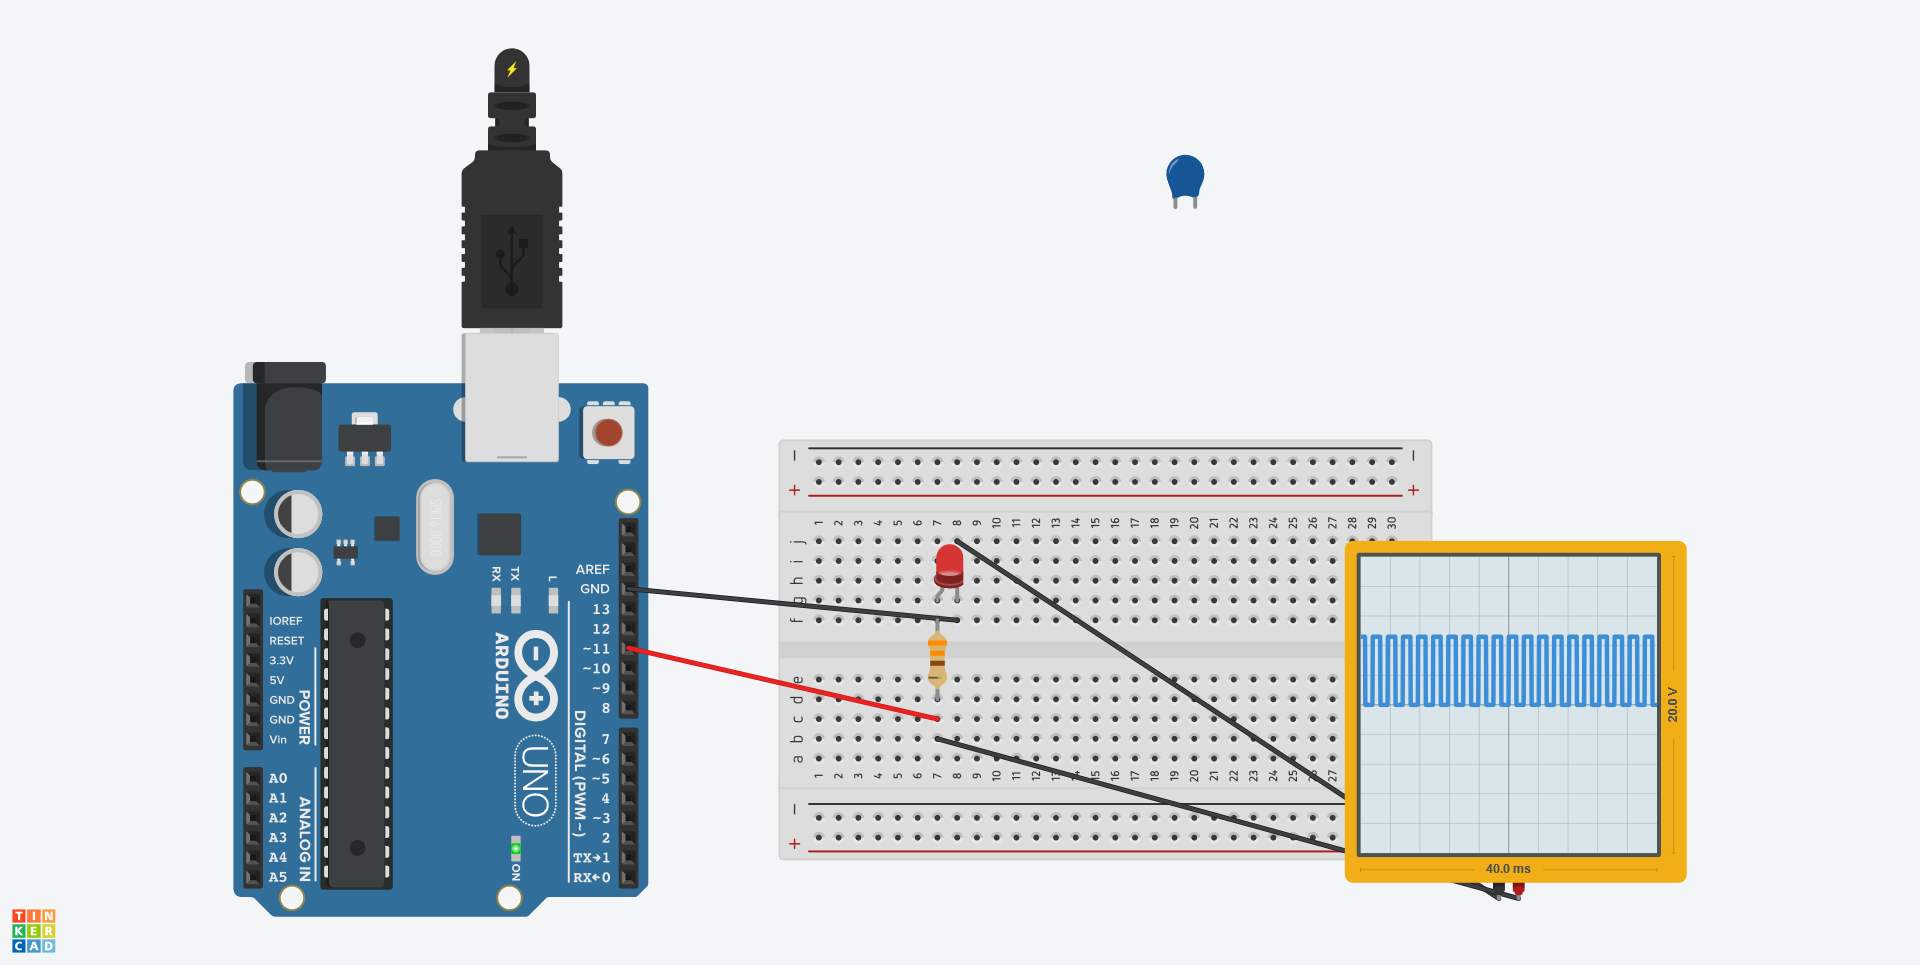 AREF
GND
13
12
~11
~10
~9
8
7
~6
~5
4
~3
2
TX→1
RX←0
RX
TX
L
ARDUINO
UNO
DIGITAL (PWM~)
ON
IOREF
RESET
3.3V
5V
GND
GND
Vin
POWER
A0
A1
A2
A3
A4
A5
ANALOG IN
− −
+ +
1 2 3 4 5 6 7 8 9 10 11 12 13 14 15 16 17 18 19 20 21 22 23 24 25 26 27 28 29 30
j
i
h
g
f
e
d
c
b
a
1 2 3 4 5 6 7 8 9 10 11 12 13 14 15 16 17 18 19 20 21 22 23 24 25 26 27
−
+
20.0 V
40.0 ms
TIN
KER
CAD